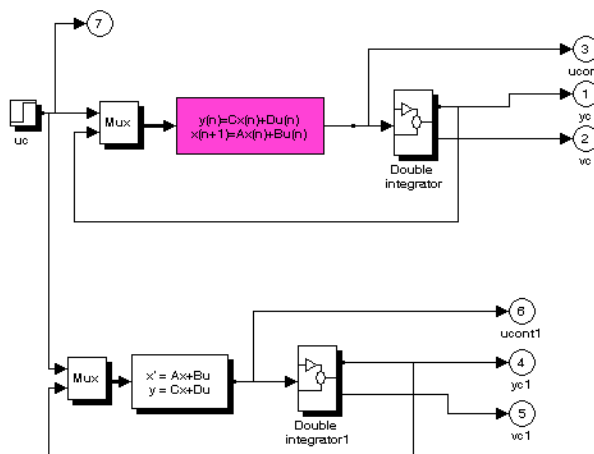 7
3
ucont
uc
Mux
y(n)=Cx(n)+Du(n)
x(n+1)=Ax(n)+Bu(n)
1
yc
2
vc
Double
integrator
6
ucont1
Mux
x' = Ax+Bu
y = Cx+Du
4
yc1
5
vc1
Double
integrator1